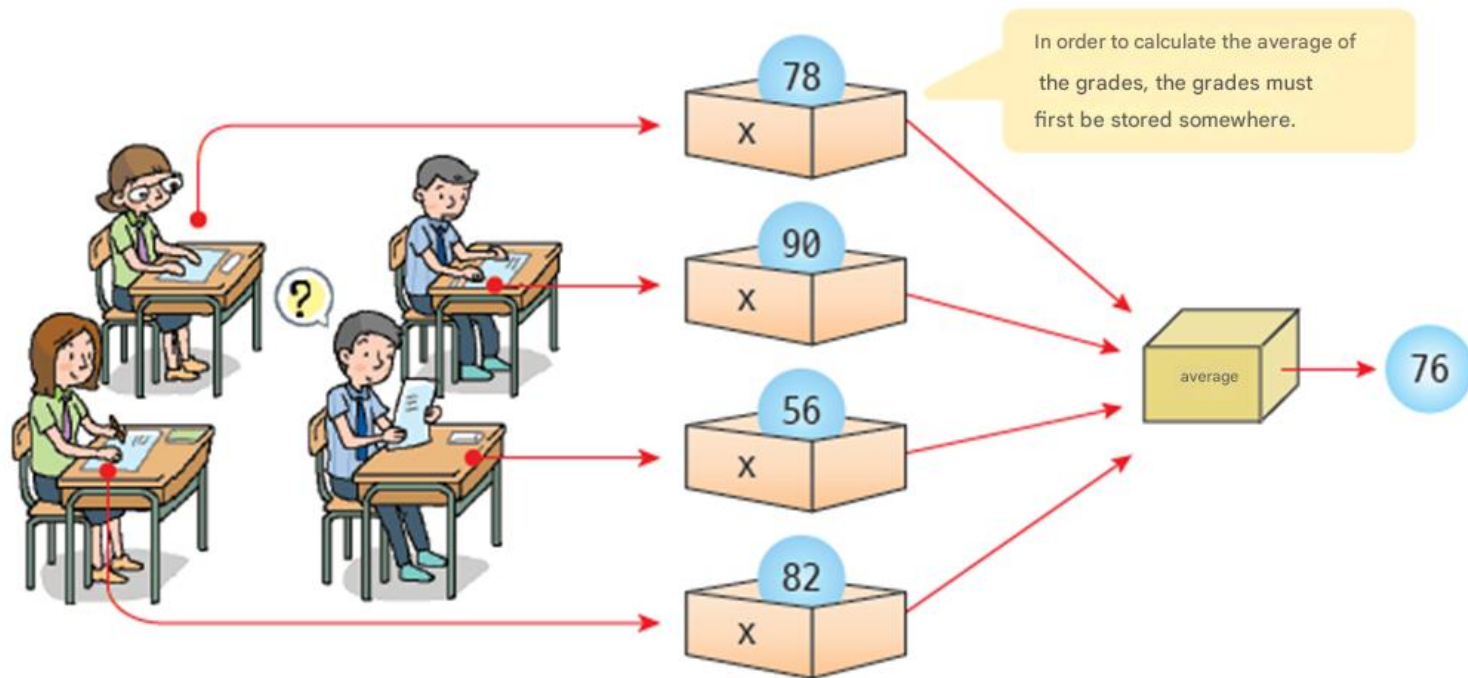 78
In order to calculate the average of
the grades, the grades must
first be stored somewhere.
x
90
x
?
average
76
56
x
82
x